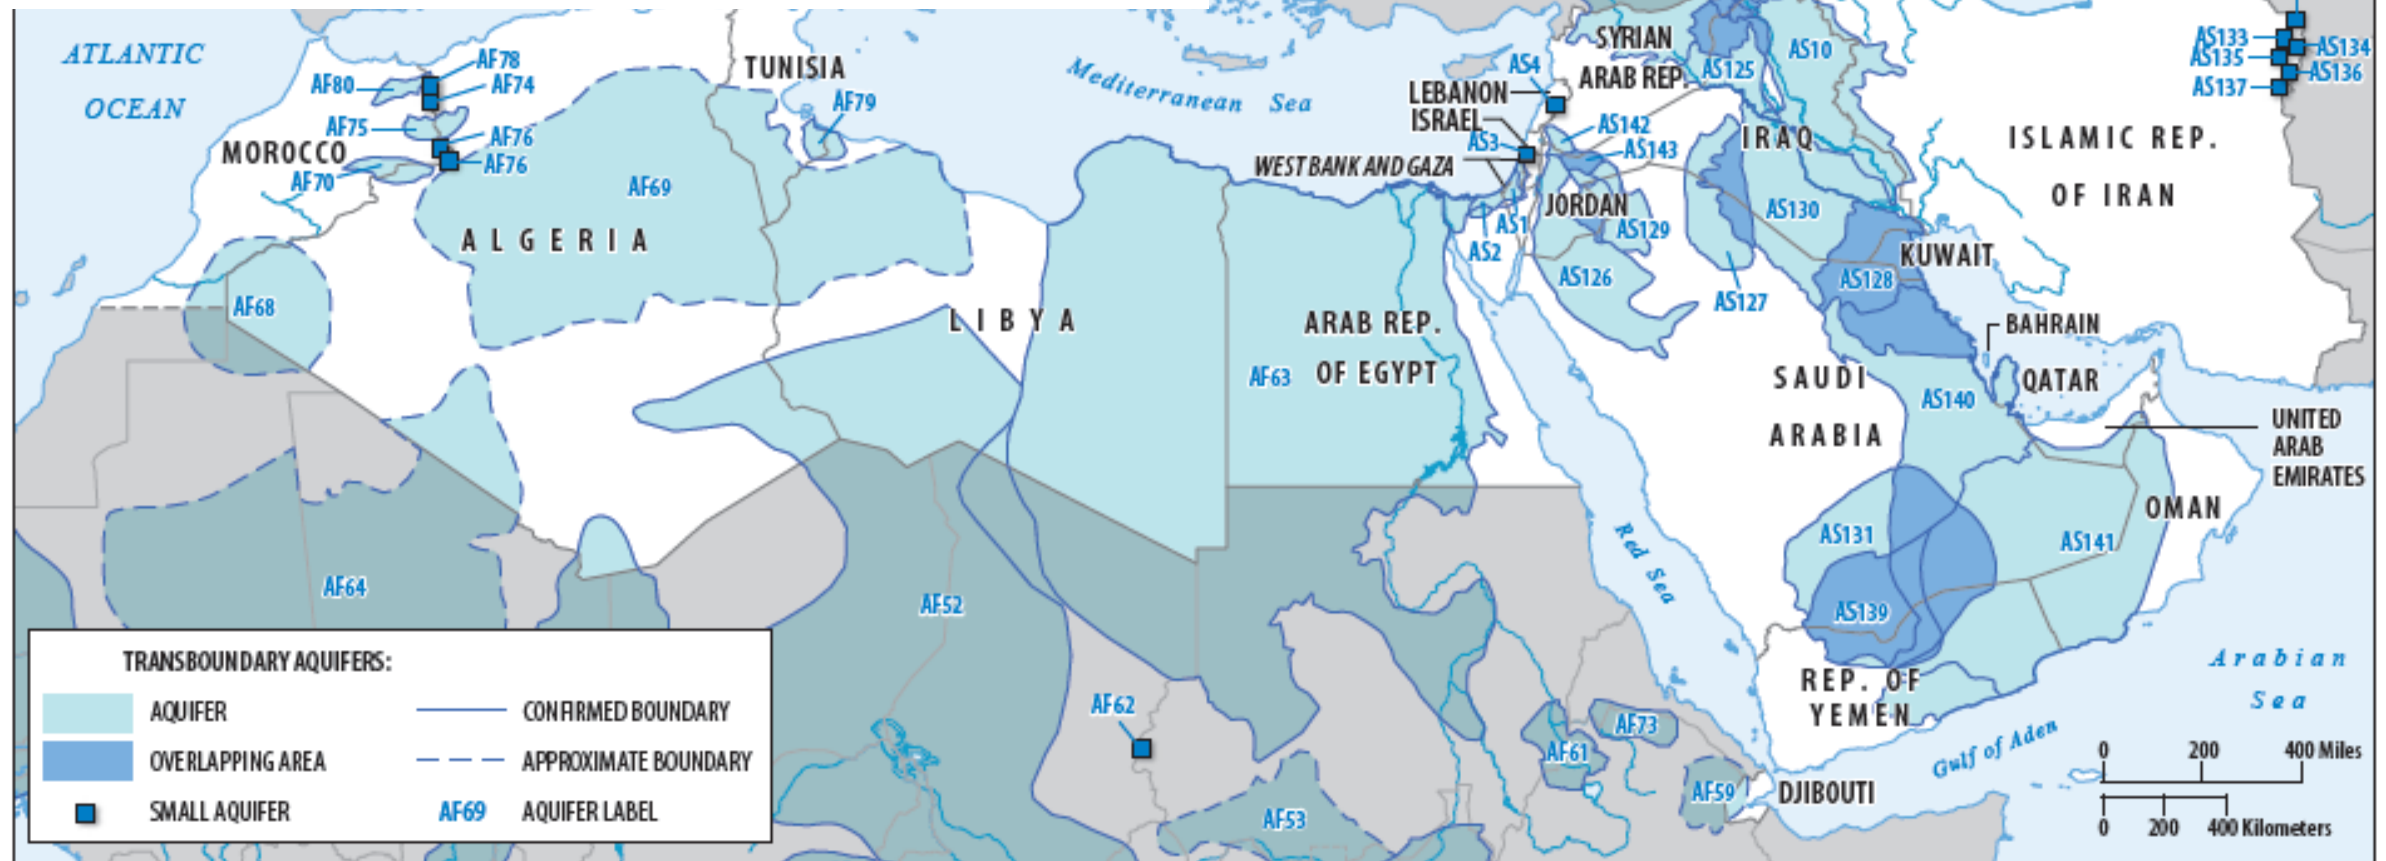 ATLANTIC
OCEAN
AF80
AF78
AF74
AF75
AF76
AF76
MOROCCO
AF70
AF68
TUNISIA
AF79
AF69
ALGERIA
Mediterranean Sea
LIBYA
AF64
AF52
AF62
AF63
ARAB REP.
OF EGYPT
SYRIAN
ARAB REP.
AS4
LEBANON
ISRAEL
AS3
WEST BANK AND GAZA
AS142
AS143
JORDAN
AS1
AS2
AS129
AS126
AS125
AS10
IRAQ
AS130
AS127
AS128
KUWAIT
AS133
AS134
AS135
AS136
AS137
ISLAMIC REP.
OF IRAN
BAHRAIN
QATAR
SAUDI
ARABIA
AS140
UNITED
ARAB
EMIRATES
OMAN
AS131
AS141
AS139
REP. OF
YEMEN
Red Sea
Arabian
Sea
Gulf of Aden
AF73
AF61
AF59
DJIBOUTI
AF53
TRANSBOUNDARY AQUIFERS:
AQUIFER
CONFIRMED BOUNDARY
OVERLAPPING AREA
APPROXIMATE BOUNDARY
SMALL AQUIFER
AF69 AQUIFER LABEL
0 200 400 Miles
0 200 400 Kilometers